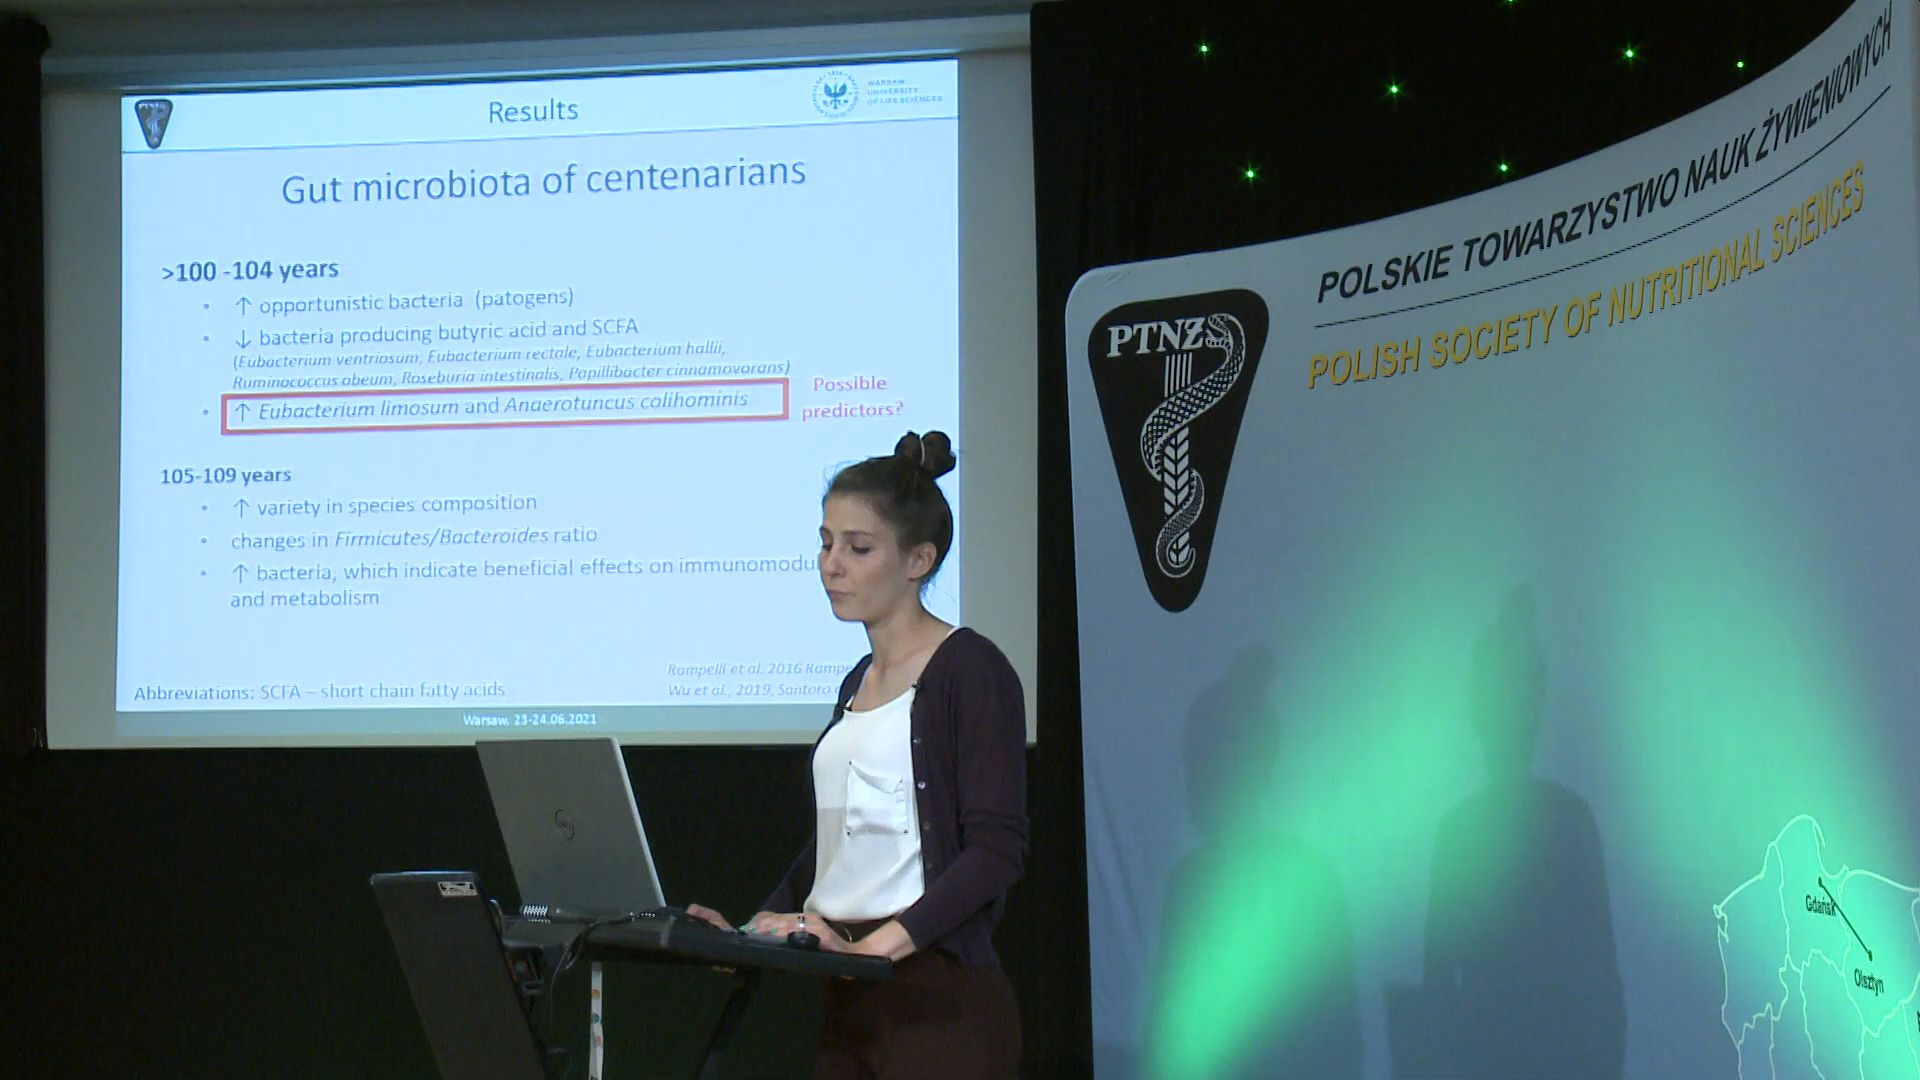 PTNŻ
Results
WARSAW
UNIVERSITY
OF LIFE SCIENCES
Gut microbiota of centenarians
>100 -104 years
• ↑ opportunistic bacteria (patogens)
• ↓ bacteria producing butyric acid and SCFA
(Eubacterium ventriosum, Eubacterium rectale, Eubacterium hallii,
Ruminococcus obeum, Roseburia intestinalis, Papillibacter cinnamovorans)
• ↑ Eubacterium limosum and Anaerotuncus colihominis
Possible
predictors?
105-109 years
• ↑ variety in species composition
• changes in Firmicutes/Bacteroides ratio
• ↑ bacteria, which indicate beneficial effects on immunomodu
and metabolism
Rampelli et al. 2016 Rampe
Wu et al., 2019, Santoro
Abbreviations: SCFA – short chain fatty acids
Warsaw, 23-24.06.2021
DELL
POLSKIE TOWARZYSTWO NAUK ŻYWIENIOWYCH
POLISH SOCIETY OF NUTRITIONAL SCIENCES
PTNŻ
Gdańsk
Olsztyn